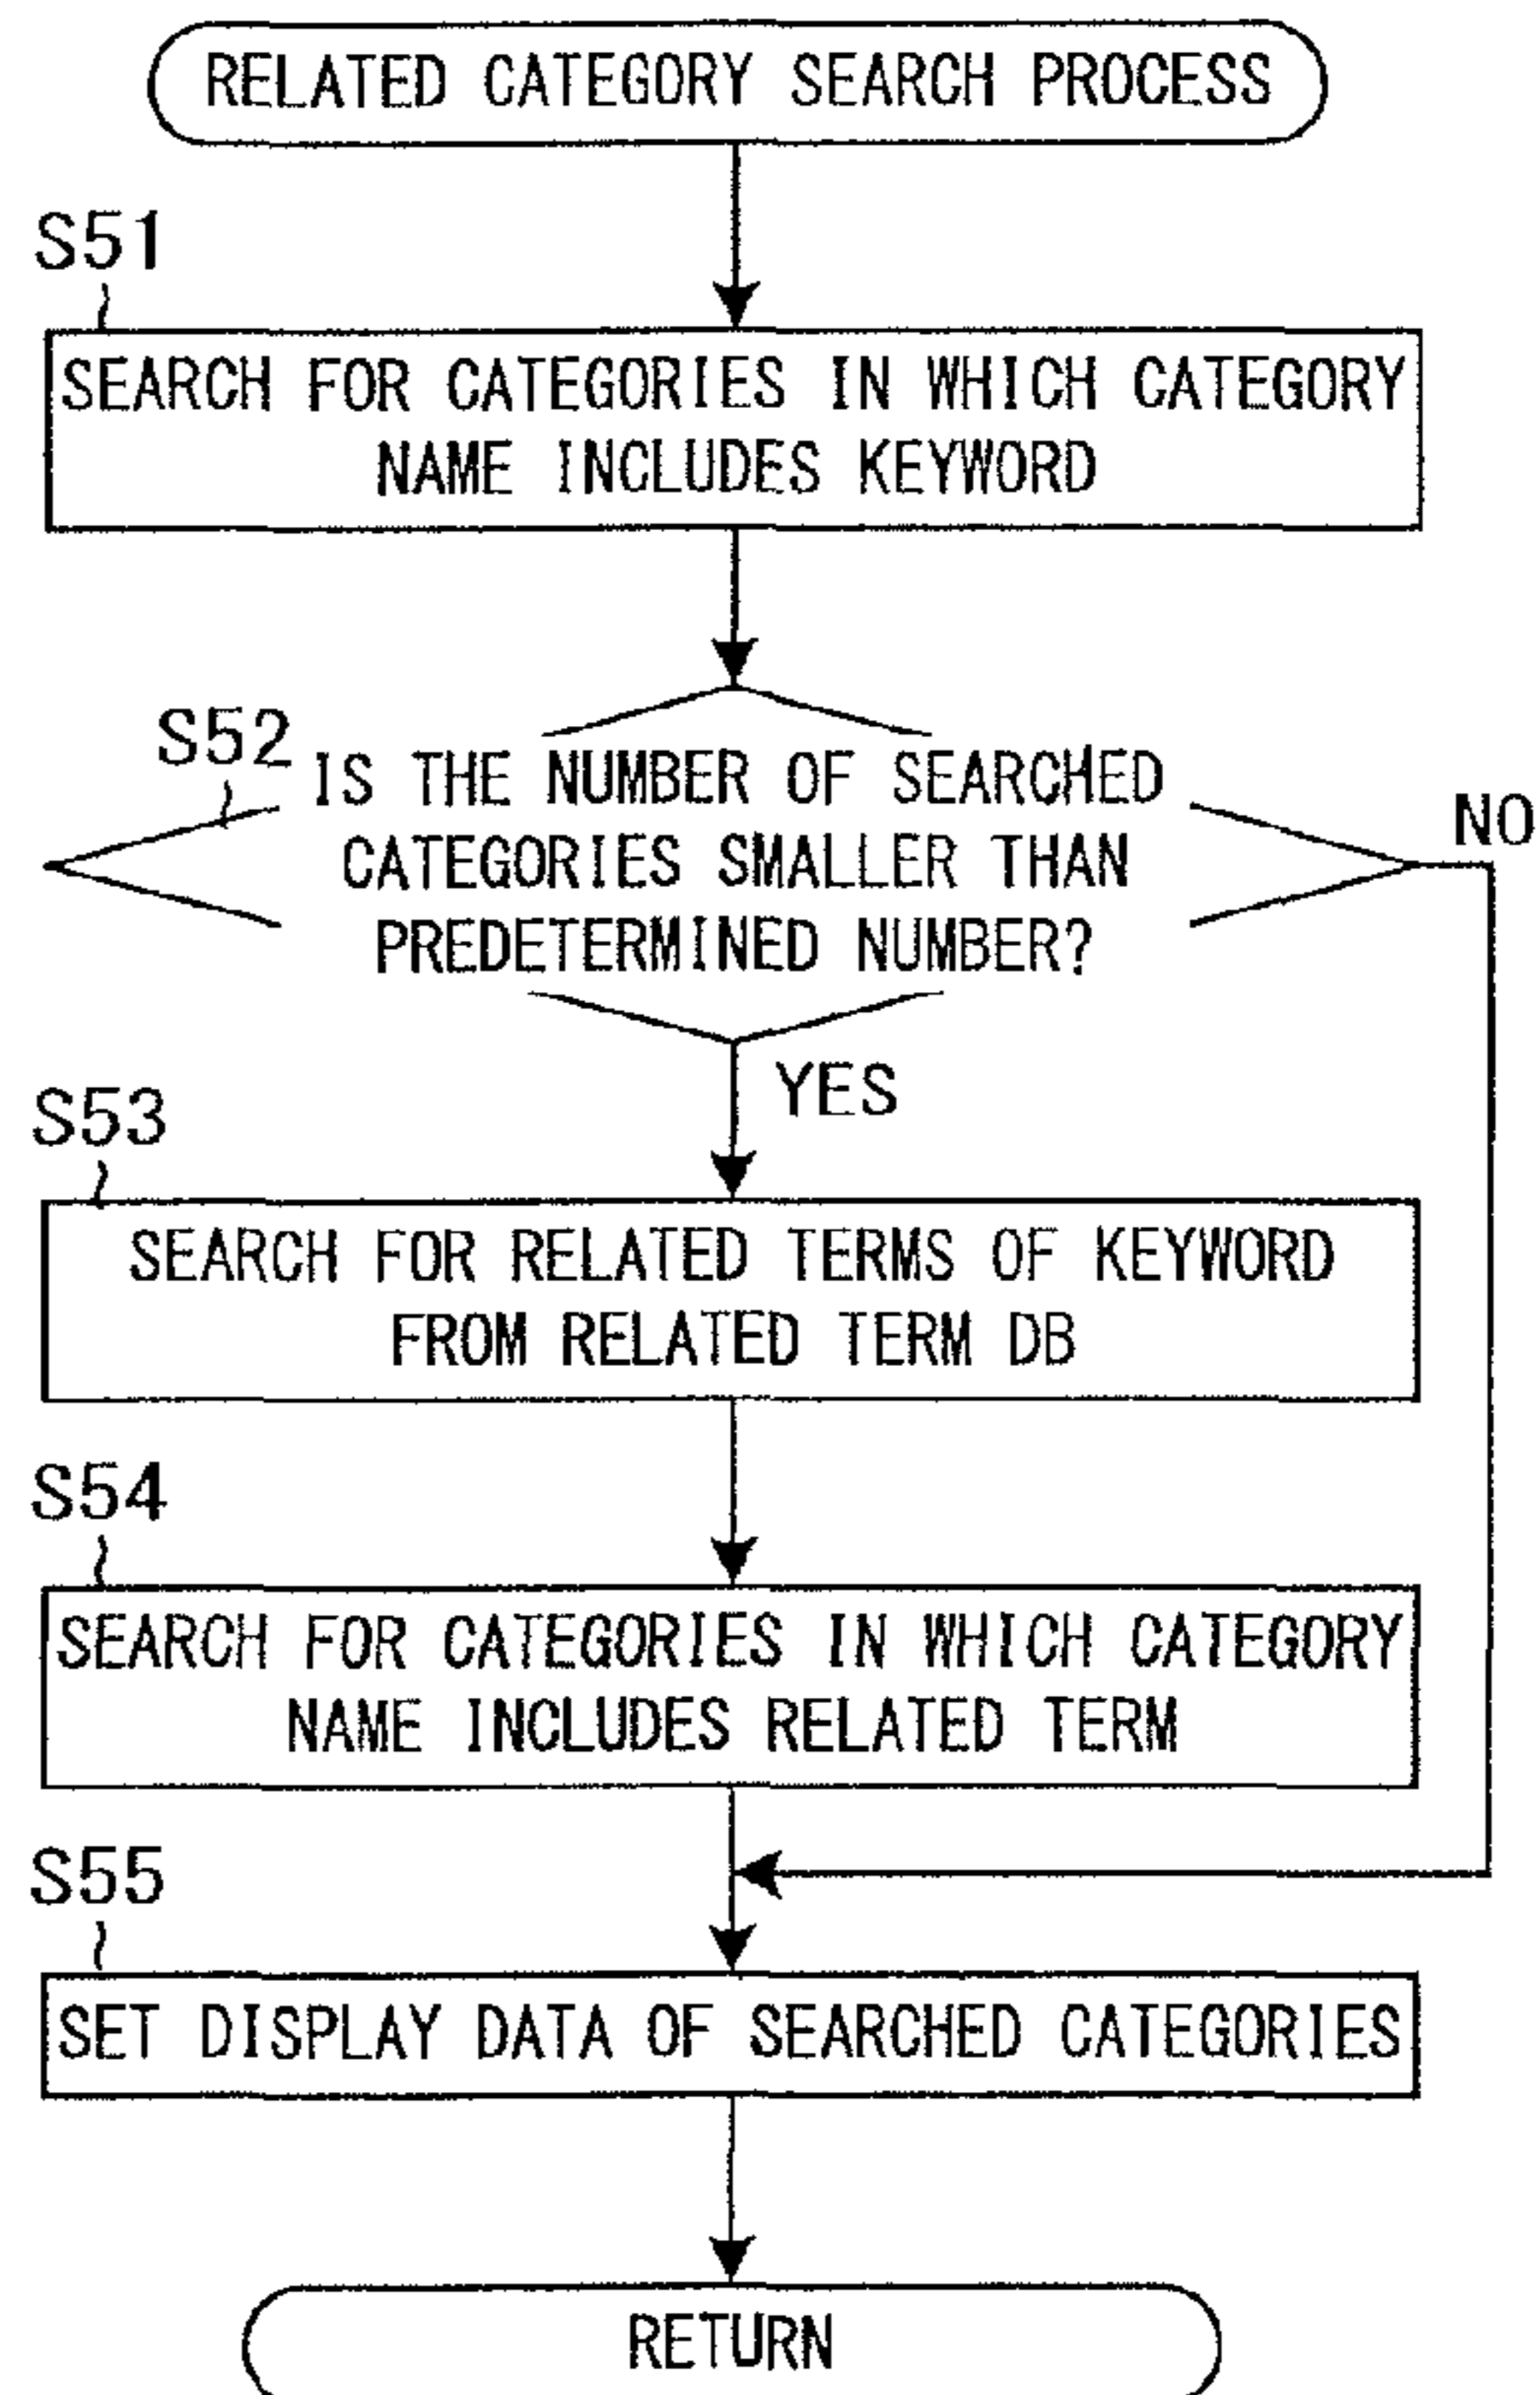 RELATED CATEGORY SEARCH PROCESS
S51
SEARCH FOR CATEGORIES IN WHICH CATEGORY
NAME INCLUDES KEYWORD
S52
IS THE NUMBER OF SEARCHED
CATEGORIES SMALLER THAN
PREDETERMINED NUMBER?
NO
YES
S53
SEARCH FOR RELATED TERMS OF KEYWORD
FROM RELATED TERM DB
S54
SEARCH FOR CATEGORIES IN WHICH CATEGORY
NAME INCLUDES RELATED TERM
S55
SET DISPLAY DATA OF SEARCHED CATEGORIES
RETURN